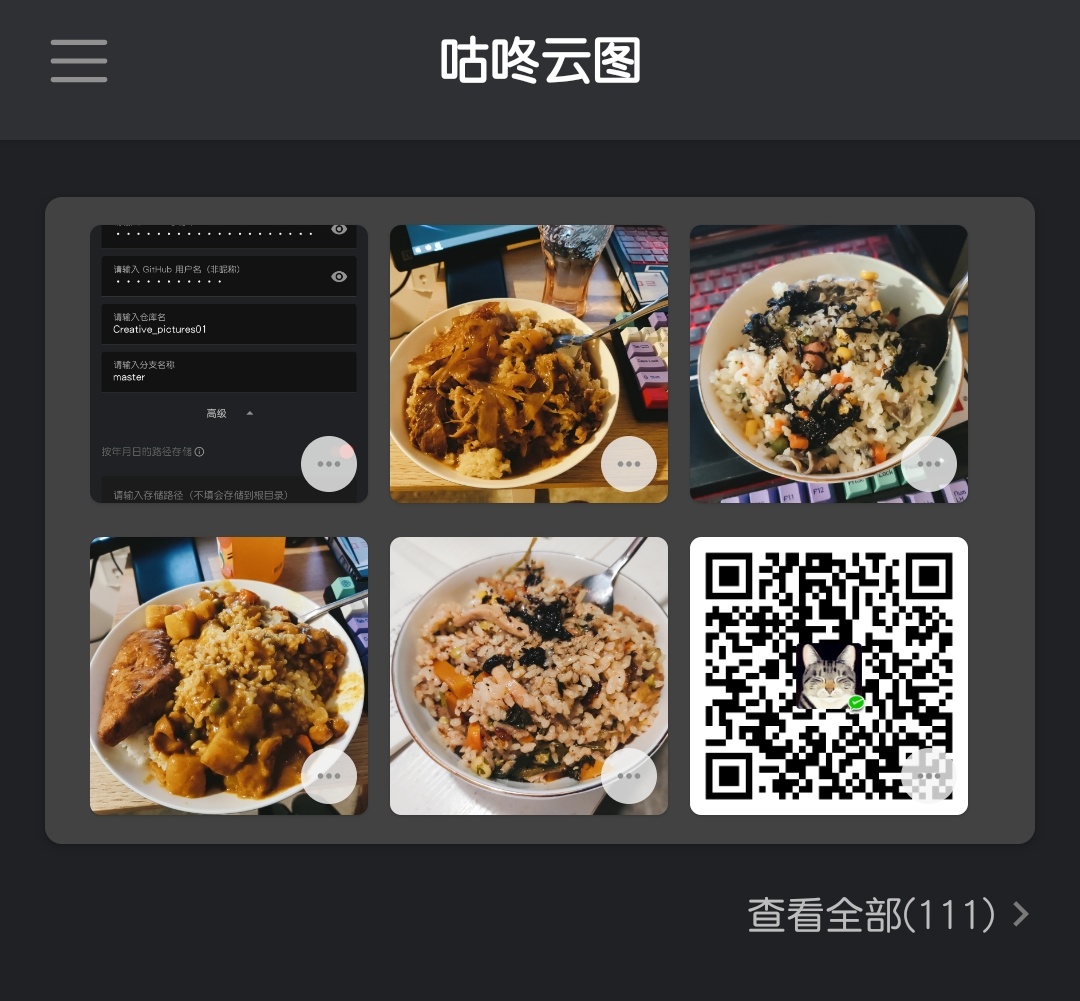 咕咚云图
请输入 GitHub 用户名（非昵称）
请输入仓库名
Creative_pictures01
请输入分支名称
master
高级
按年月日的路径存储
请输入存储路径（不填会存储到根目录）
F11 F12
查看全部(111)